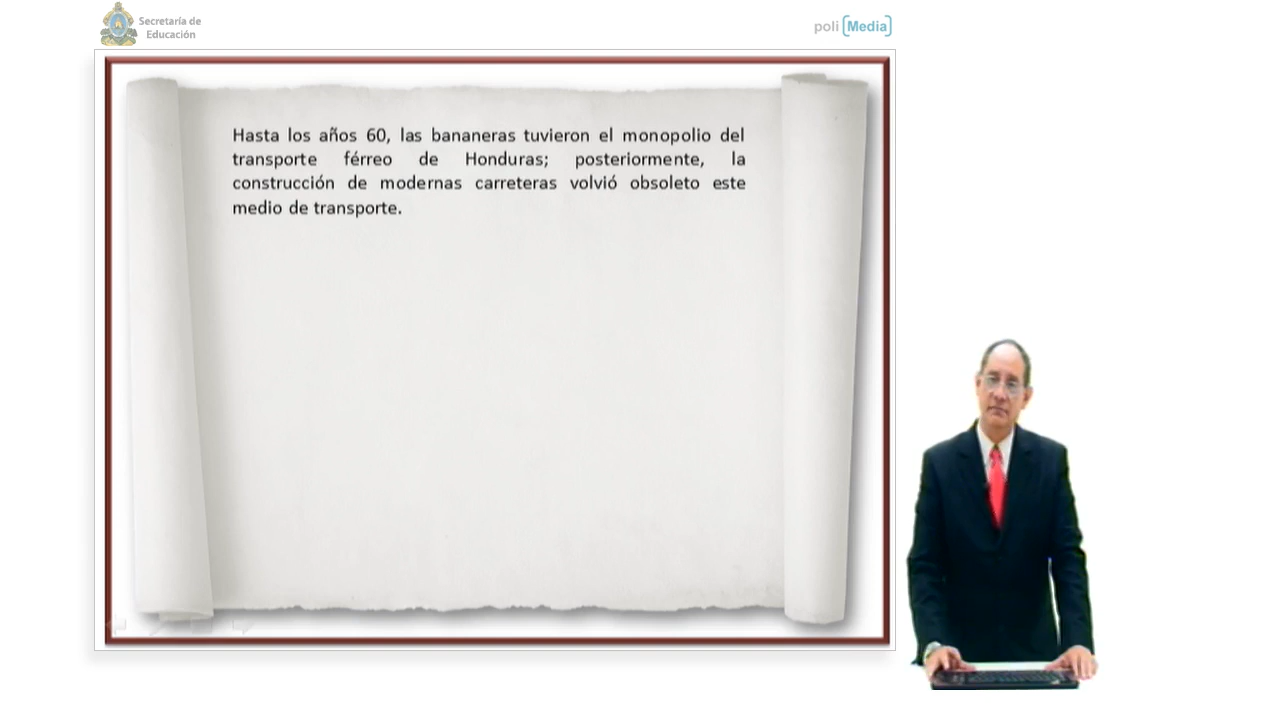 Secretaría de
Educación
poli [Media]
Hasta los años 60, las bananeras tuvieron el monopolio del
transporte férreo de Honduras; posteriormente, la
construcción de modernas carreteras volvió obsoleto este
medio de transporte.